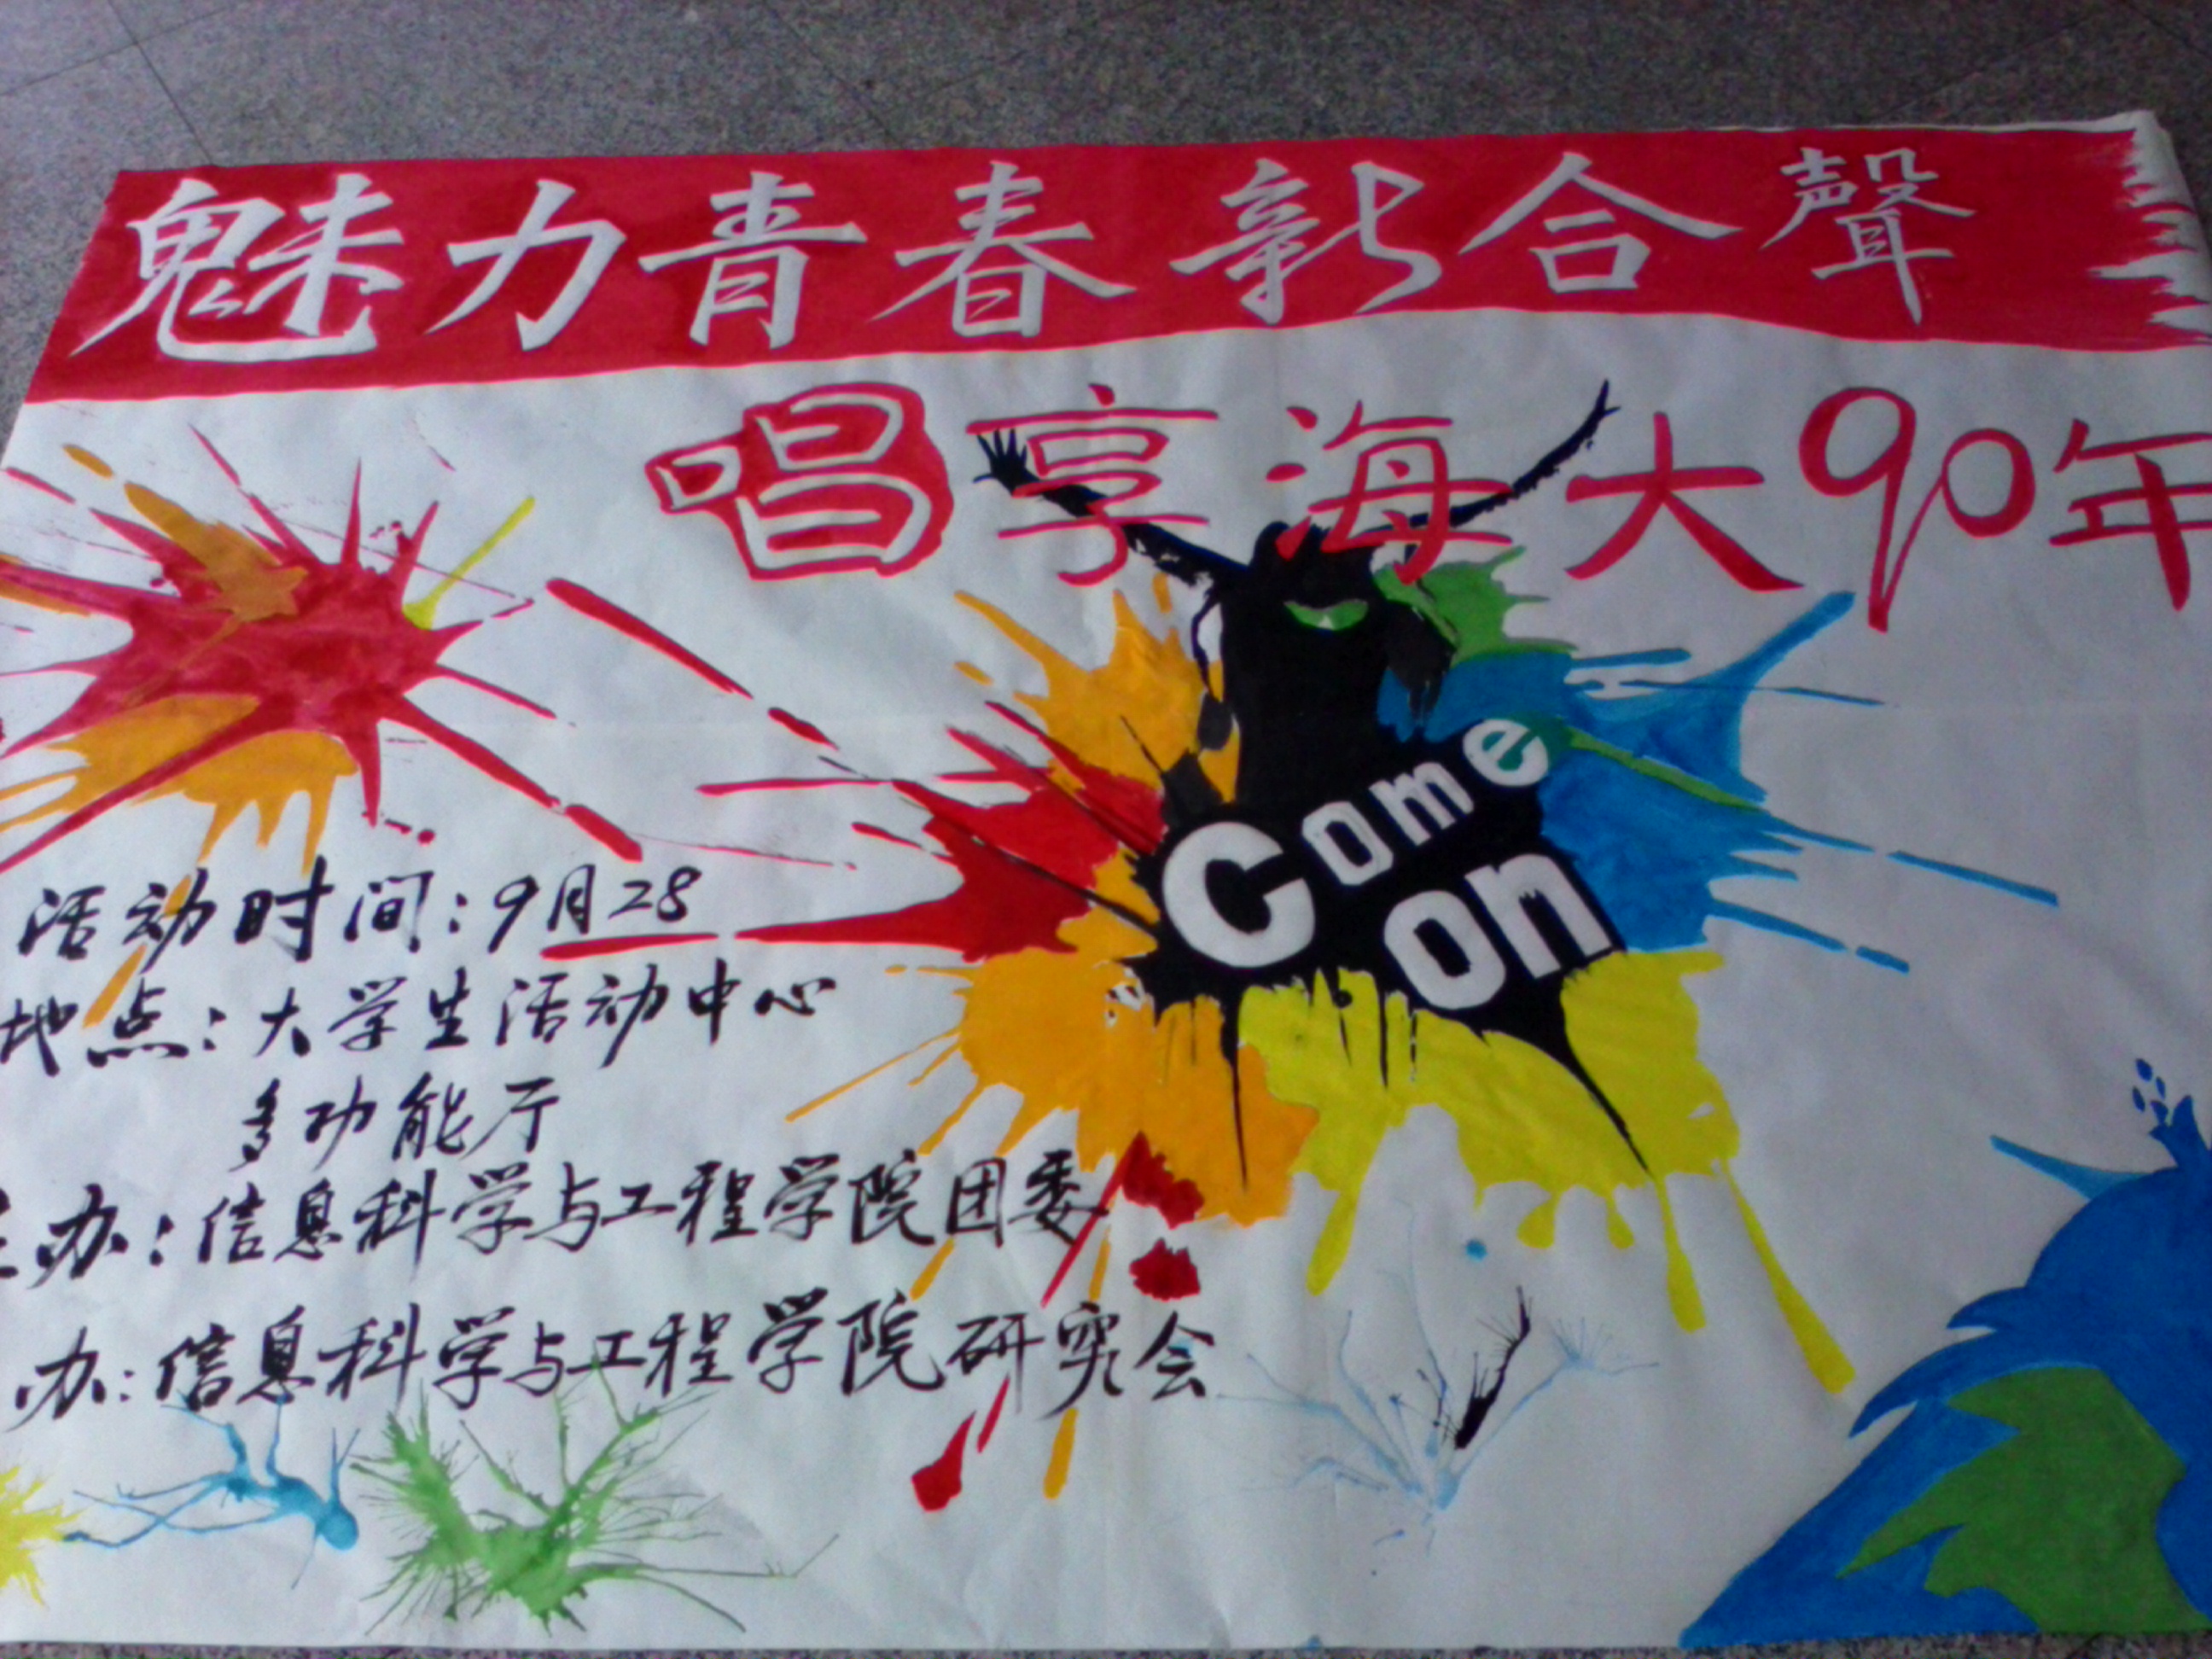 魅力青春新合聲
唱享海大90年
Come
on
活动时间:9月28
地点:大学生活动中心
多功能厅
主办:信息科学与工程学院团委
办:信息科学与工程学院研究会